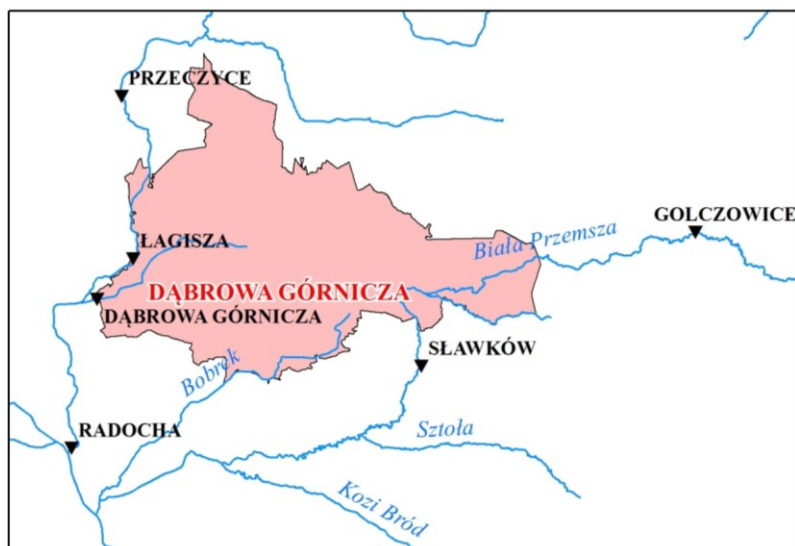 PRZECZYCE
GOLCZOWICE
Biała Przemsza
ŁAGISZA
DĄBROWA GÓRNICZA
DĄBROWA GÓRNICZA
SŁAWKÓW
Bobrek
RADOCHA
Sztoła
Kozi Bród